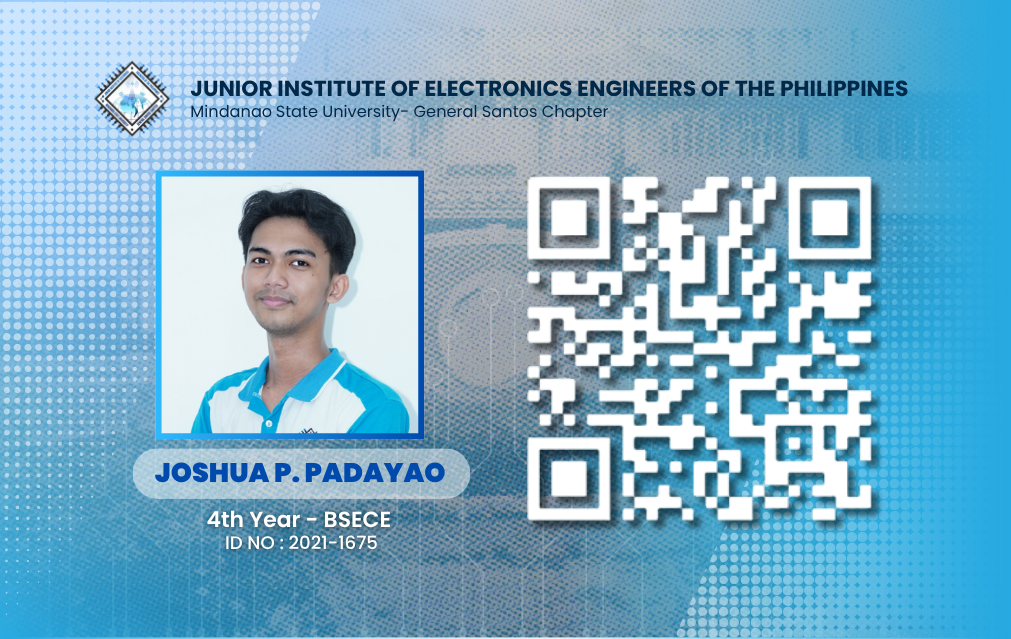 JUNIOR INSTITUTE OF ELECTRONICS ENGINEERS OF THE PHILIPPINES
Mindanao State University- General Santos Chapter
JOSHUA P. PADAYAO
4th Year - BSECE
ID NO : 2021-1675